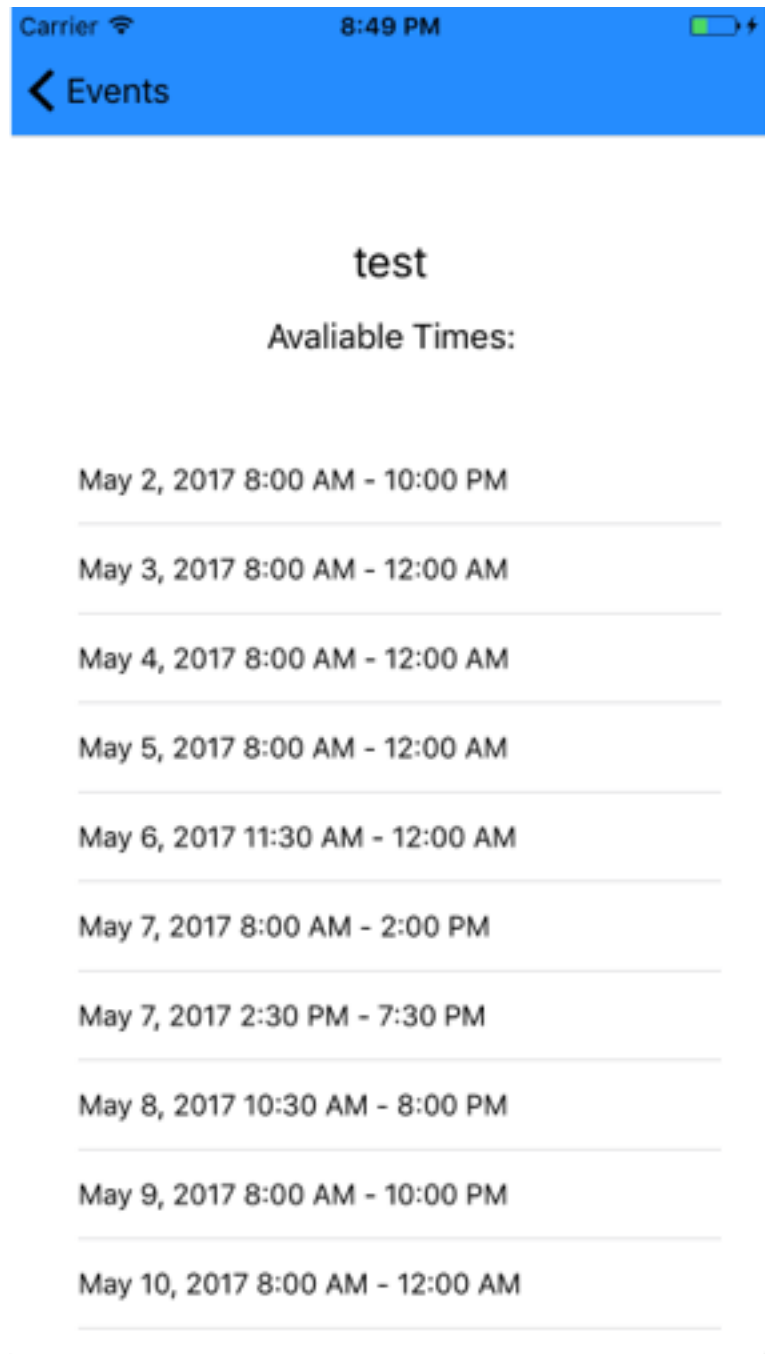 Carrier 8:49 PM
Events
test
Avaliable Times:
May 2, 2017 8:00 AM - 10:00 PM
May 3, 2017 8:00 AM - 12:00 AM
May 4, 2017 8:00 AM - 12:00 AM
May 5, 2017 8:00 AM - 12:00 AM
May 6, 2017 11:30 AM - 12:00 AM
May 7, 2017 8:00 AM - 2:00 PM
May 7, 2017 2:30 PM - 7:30 PM
May 8, 2017 10:30 AM - 8:00 PM
May 9, 2017 8:00 AM - 10:00 PM
May 10, 2017 8:00 AM - 12:00 AM